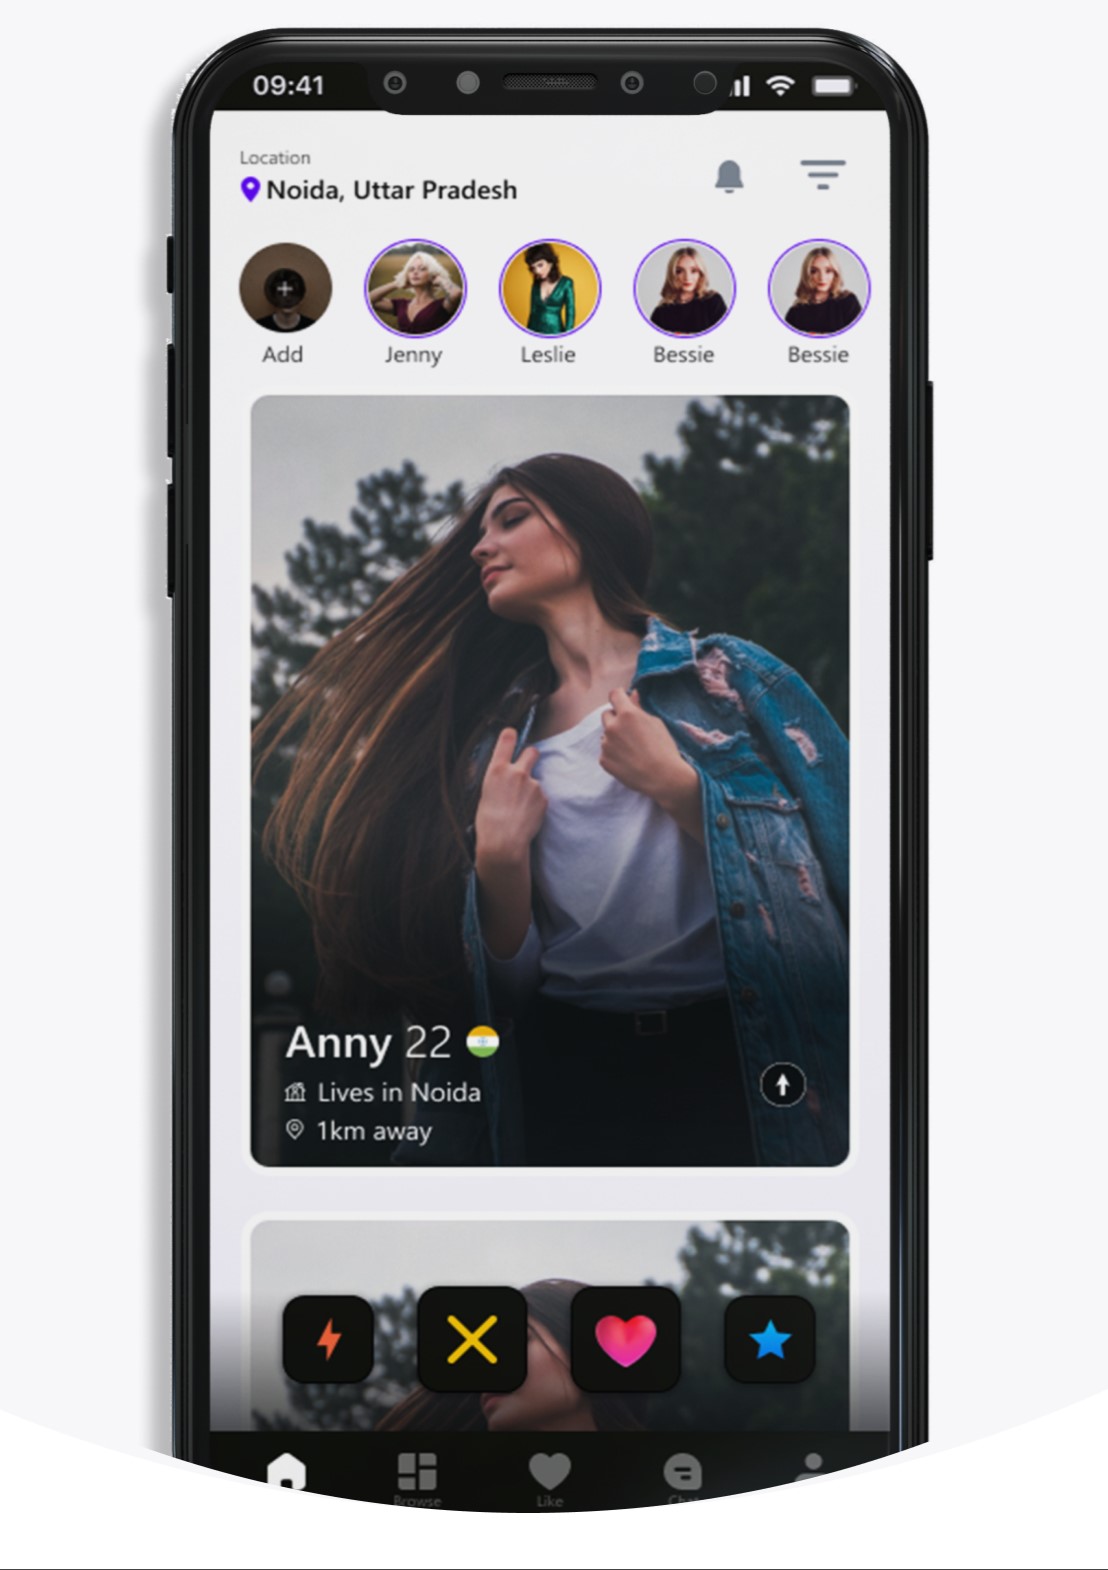 09:41
Location
Noida, Uttar Pradesh
Add
Jenny
Leslie
Bessie
Bessie
Anny 22
Lives in Noida
1km away
Browse
Like